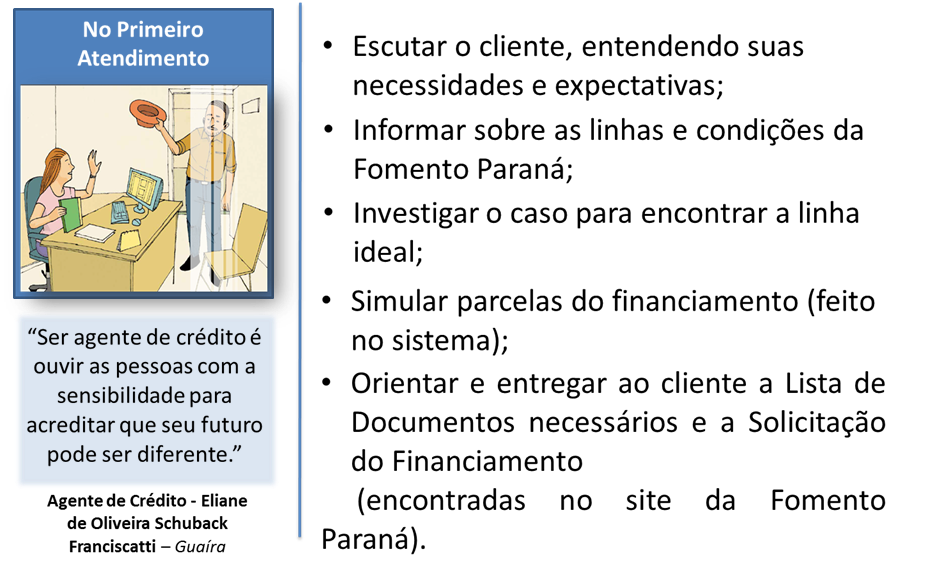 No Primeiro
Atendimento
“Ser agente de crédito é
ouvir as pessoas com a
sensibilidade para
acreditar que seu futuro
pode ser diferente.”
Agente de Crédito - Eliane
de Oliveira Schuback
Franciscatti – Guaíra
• Escutar o cliente, entendendo suas
necessidades e expectativas;
• Informar sobre as linhas e condições da
Fomento Paraná;
• Investigar o caso para encontrar a linha
ideal;
• Simular parcelas do financiamento (feito
no sistema);
• Orientar e entregar ao cliente a Lista de
Documentos necessários e a Solicitação
do Financiamento
(encontradas no site da Fomento
Paraná).